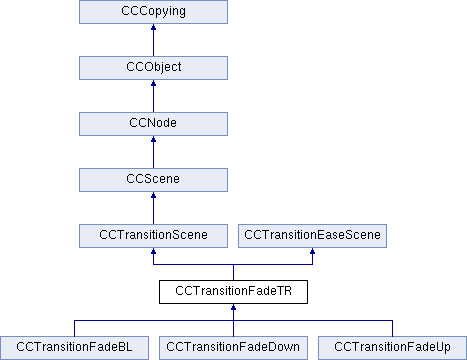 CCCopying
CCObject
CCNode
CCScene
CCTransitionScene
CCTransitionEaseScene
CCTransitionFadeTR
CCTransitionFadeBL
CCTransitionFadeDown
CCTransitionFadeUp